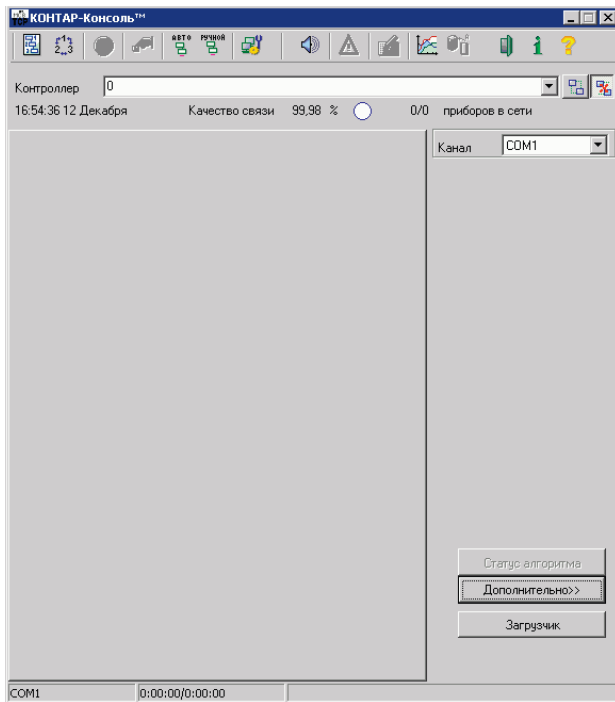 КОНТАР-Консоль™
АВТО РУЧНОЙ
Контроллер 0
16:54:36 12 Декабря Качество связи 99,98 % 0/0 приборов в сети
Канал COM1
Статус алгоритма
Дополнительно>>
Загрузчик
COM1 0:00:00/0:00:00